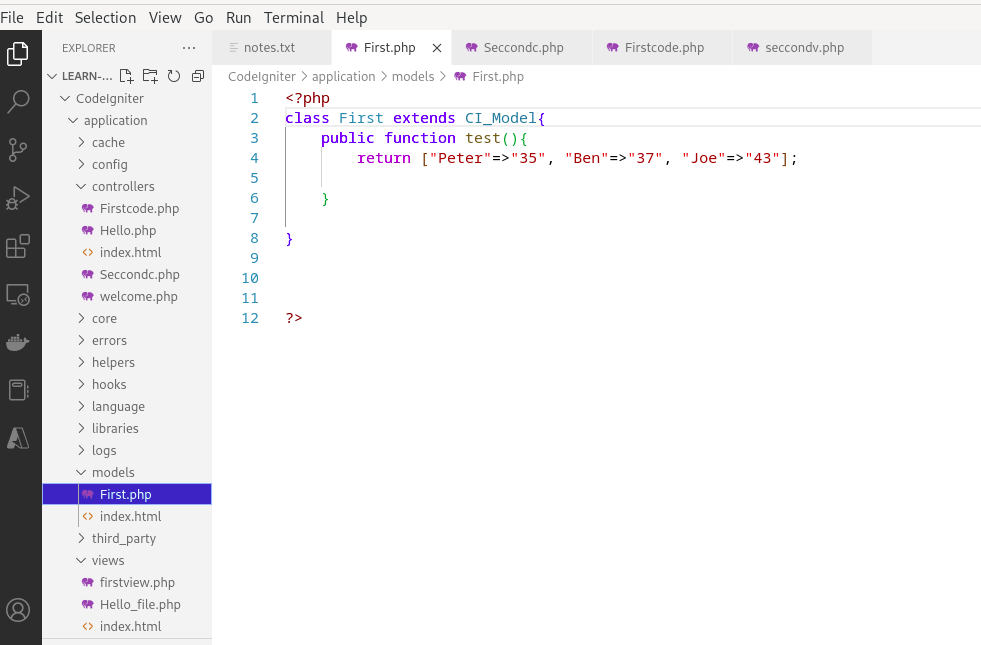 File Edit Selection View Go Run Terminal Help
EXPLORER ...
notes.txt First.php Seccondc.php Firstcode.php seccondv.php
LEARN-...
CodeIgniter > application > models > First.php
CodeIgniter
application
cache
config
controllers
Firstcode.php
Hello.php
index.html
Seccondc.php
welcome.php
core
errors
helpers
hooks
language
libraries
logs
models
First.php
index.html
third_party
views
firstview.php
Hello_file.php
index.html
1 <?php
2 class First extends CI_Model{
3 public function test(){
4 return ["Peter"=>"35", "Ben"=>"37", "Joe"=>"43"];
5
6 }
7
8 }
9
10
11
12 ?>